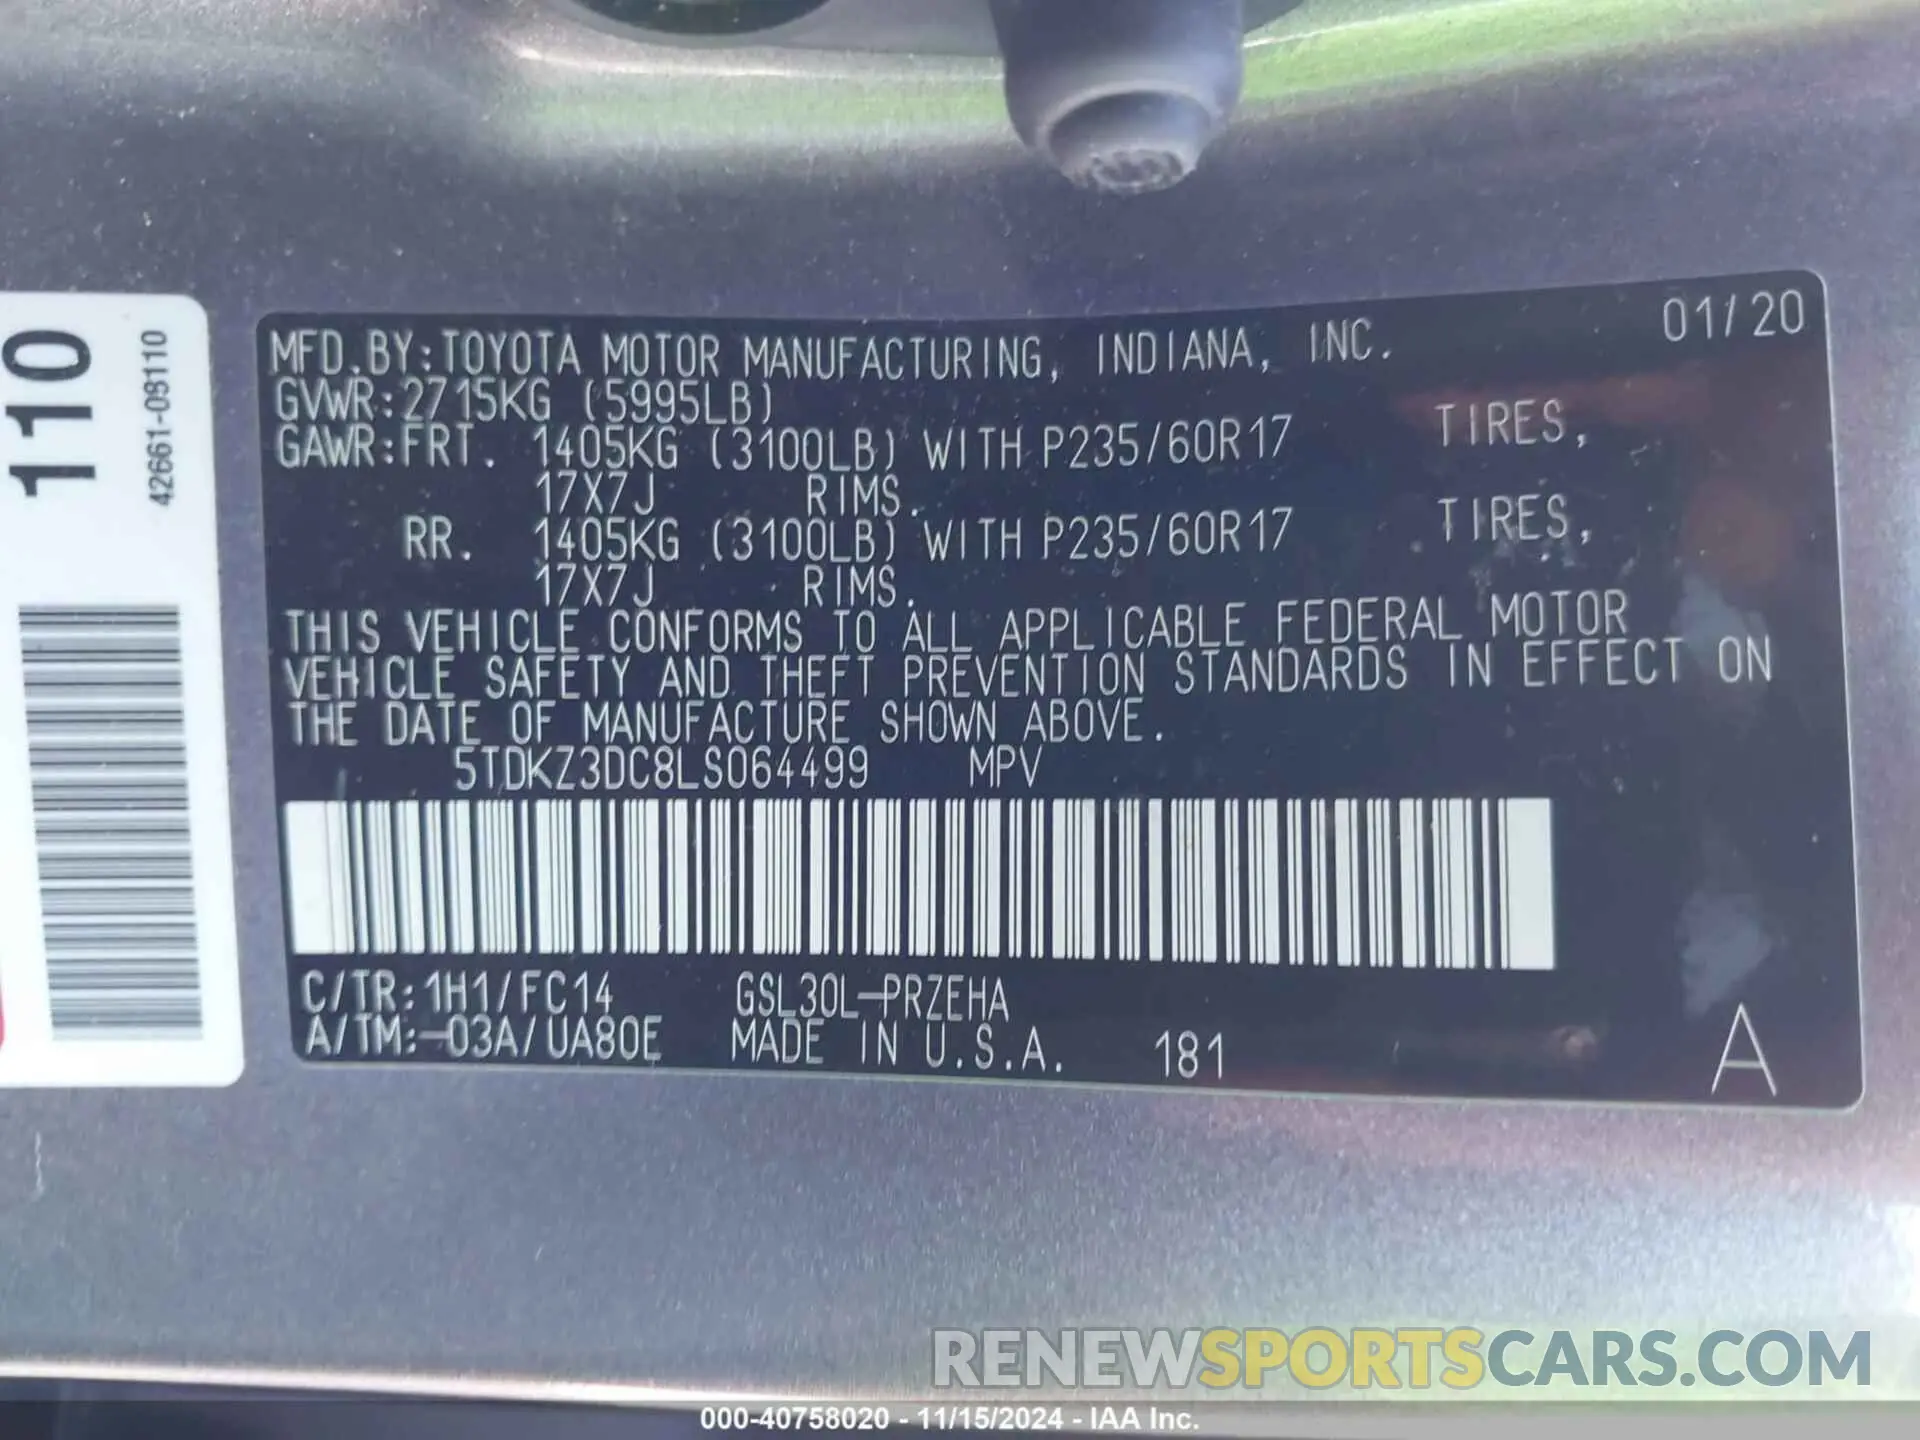 110
42661-08110
MFD.BY:TOYOTA MOTOR MANUFACTURING, INDIANA, INC. 01/20
GVWR:2715KG (5995LB)
GAWR:FRT. 1405KG (3100LB) WITH P235/60R17 TIRES,
17X7J RIMS.
RR. 1405KG (3100LB) WITH P235/60R17 TIRES,
17X7J RIMS.
THIS VEHICLE CONFORMS TO ALL APPLICABLE FEDERAL MOTOR
VEHICLE SAFETY AND THEFT PREVENTION STANDARDS IN EFFECT ON
THE DATE OF MANUFACTURE SHOWN ABOVE.
5TDKZ3DC8LS064499 MPV
C/TR:1H1/FC14 GSL30L-PRZEHA
A/TM:-03A/UA80E MADE IN U.S.A. 181 A
RENEWSPORTSCARS.COM
000-40758020 - 11/15/2024 - IAA Inc.